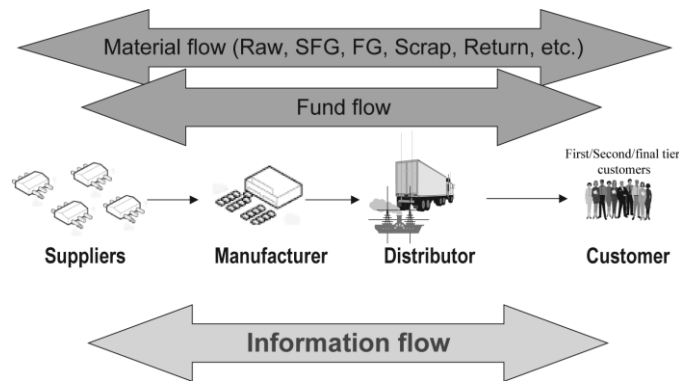 Material flow (Raw, SFG, FG, Scrap, Return, etc.)
Fund flow
First/Second/final tier
customers
Suppliers
Manufacturer
Distributor
Customer
Information flow